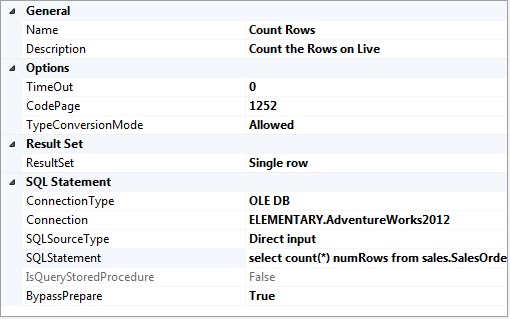 General
Name Count Rows
Description Count the Rows on Live
Options
TimeOut 0
CodePage 1252
TypeConversionMode Allowed
Result Set
ResultSet Single row
SQL Statement
ConnectionType OLE DB
Connection ELEMENTARY.AdventureWorks2012
SQLSourceType Direct input
SQLStatement select count(*) numRows from sales.SalesOrde
IsQueryStoredProcedure False
BypassPrepare True